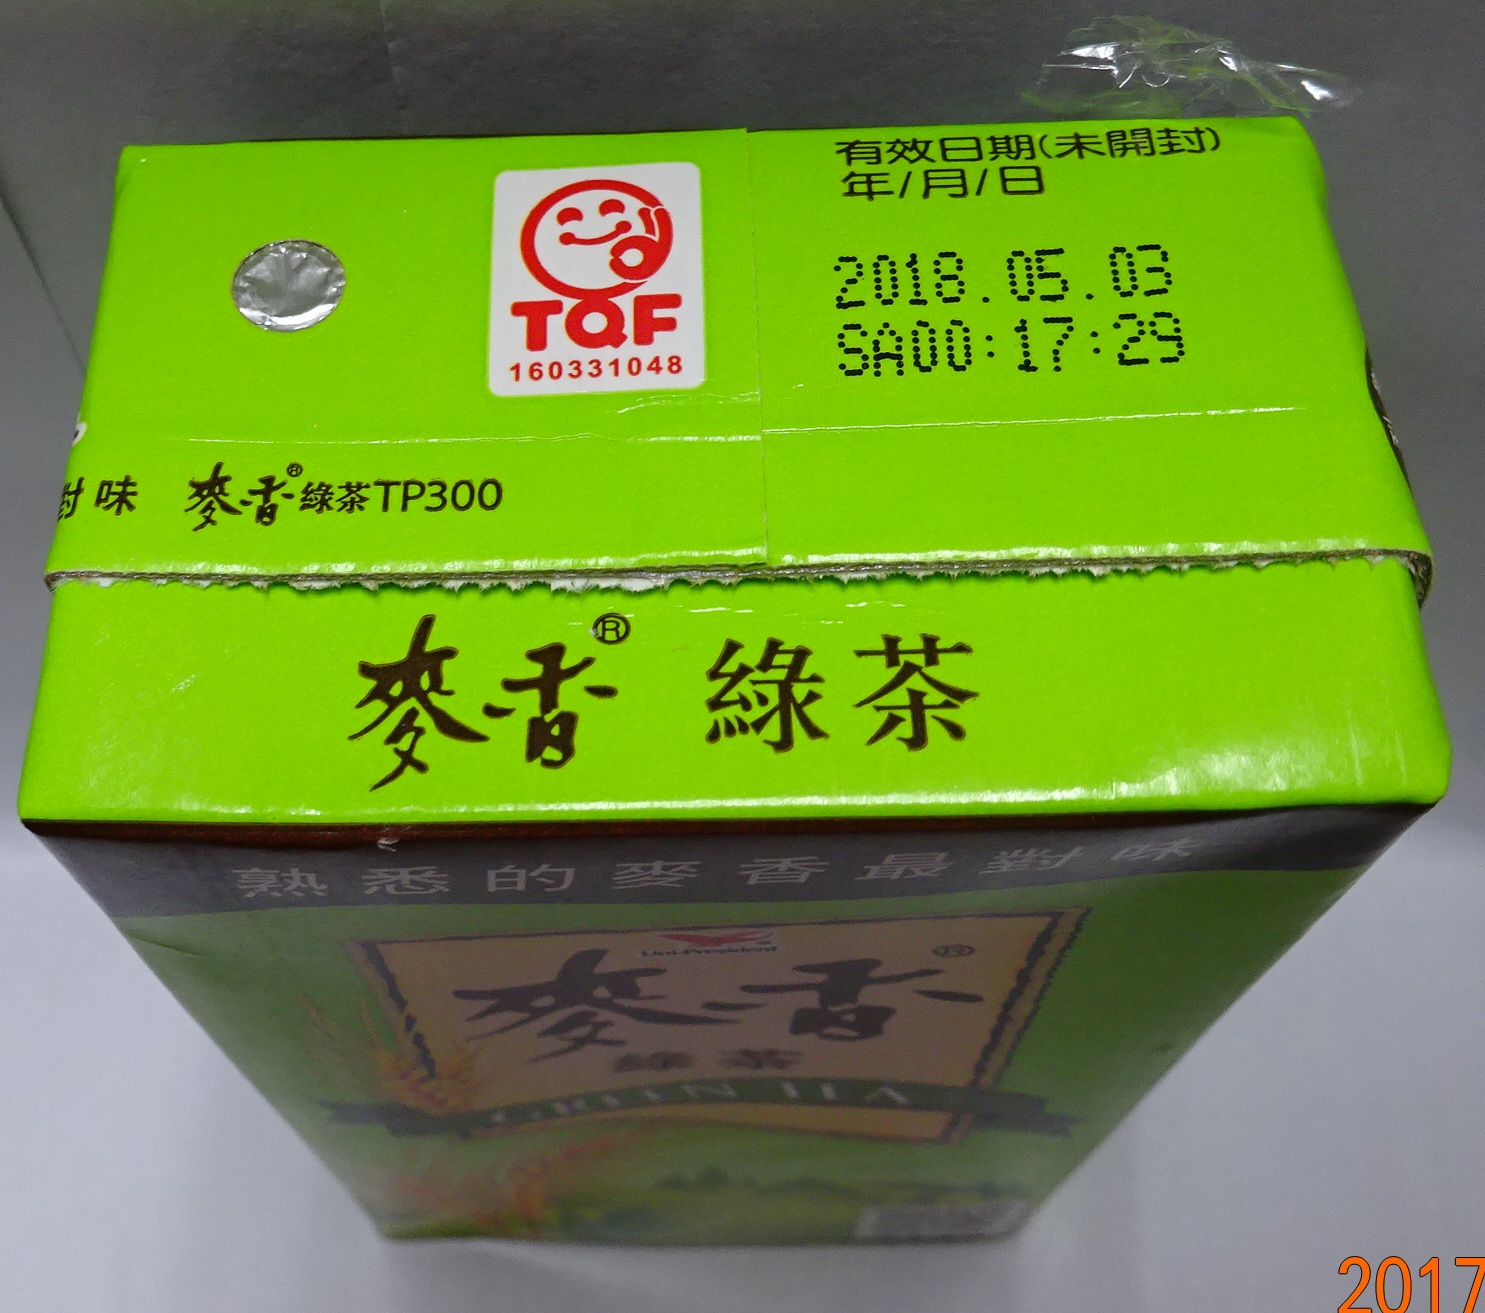 有效日期(未開封)
年/月/日
TQF
160331048
2018.05.03
SA00:17:29
對味 麥香®綠茶TP300
麥香® 綠茶
熟悉的麥香最對味
Uni-President
麥香®
綠茶
GREEN TEA
2017